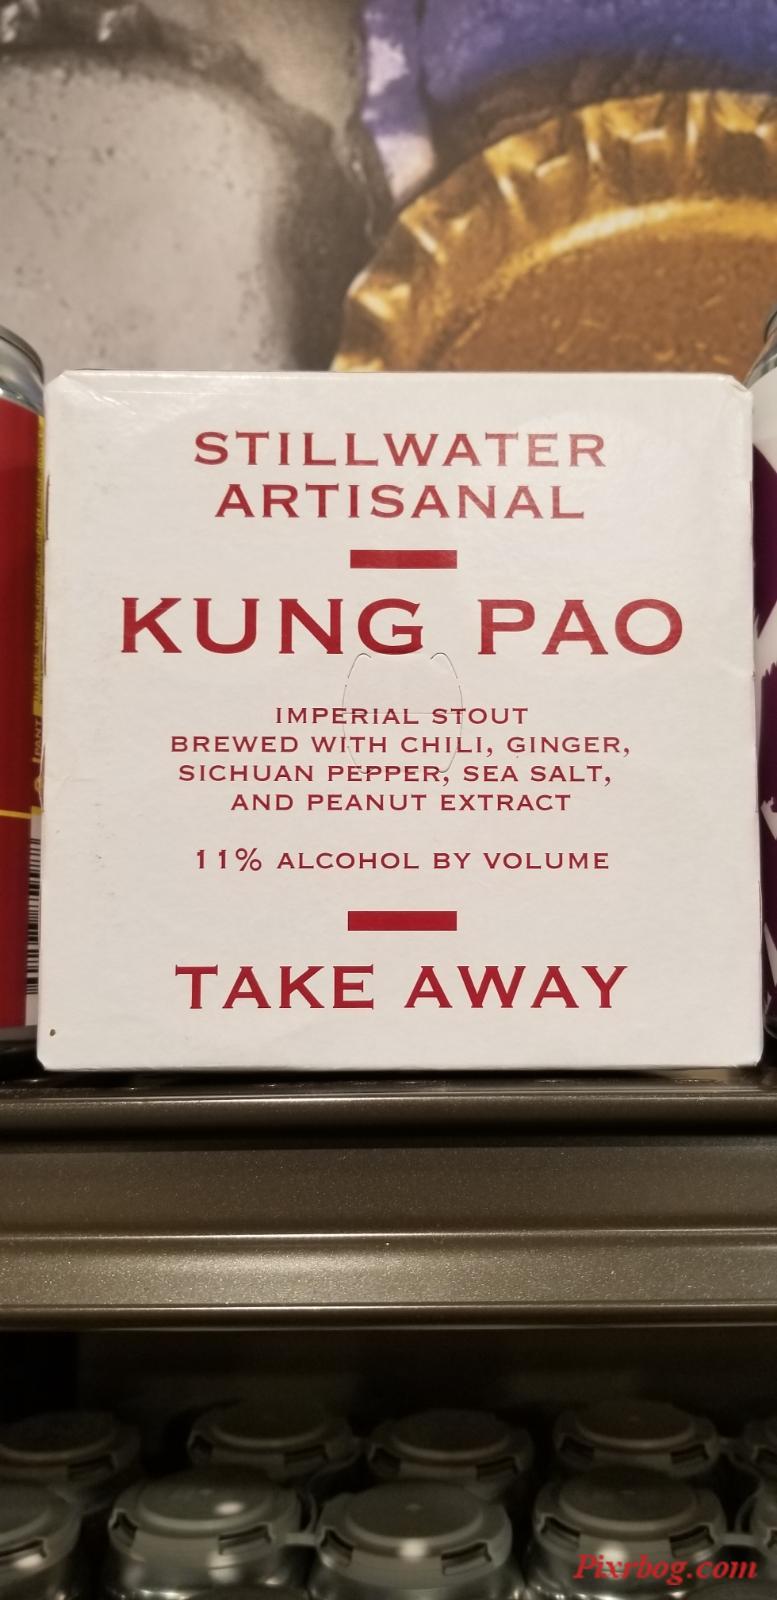 STILLWATER
ARTISANAL
KUNG PAO
IMPERIAL STOUT
BREWED WITH CHILI, GINGER,
SICHUAN PEPPER, SEA SALT,
AND PEANUT EXTRACT
11% ALCOHOL BY VOLUME
TAKE AWAY
Pixrbog.com